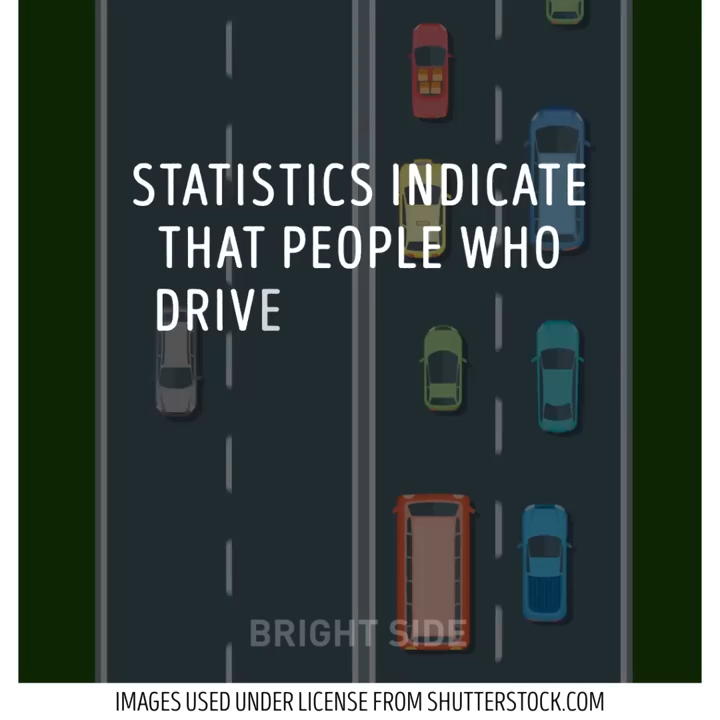 STATISTICS INDICATE
THAT PEOPLE WHO
DRIVE
BRIGHT SIDE
IMAGES USED UNDER LICENSE FROM SHUTTERSTOCK.COM